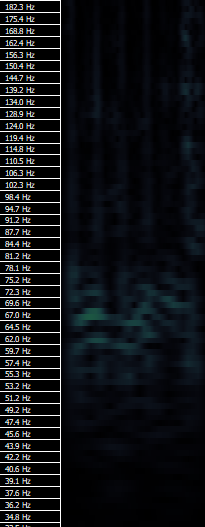 182.3 Hz
175.4 Hz
168.8 Hz
162.4 Hz
156.3 Hz
150.4 Hz
144.7 Hz
139.2 Hz
134.0 Hz
128.9 Hz
124.0 Hz
119.4 Hz
114.8 Hz
110.5 Hz
106.3 Hz
102.3 Hz
98.4 Hz
94.7 Hz
91.2 Hz
87.7 Hz
84.4 Hz
81.2 Hz
78.1 Hz
75.2 Hz
72.3 Hz
69.6 Hz
67.0 Hz
64.5 Hz
62.0 Hz
59.7 Hz
57.4 Hz
55.3 Hz
53.2 Hz
51.2 Hz
49.2 Hz
47.4 Hz
45.6 Hz
43.9 Hz
42.2 Hz
40.6 Hz
39.1 Hz
37.6 Hz
36.2 Hz
34.8 Hz